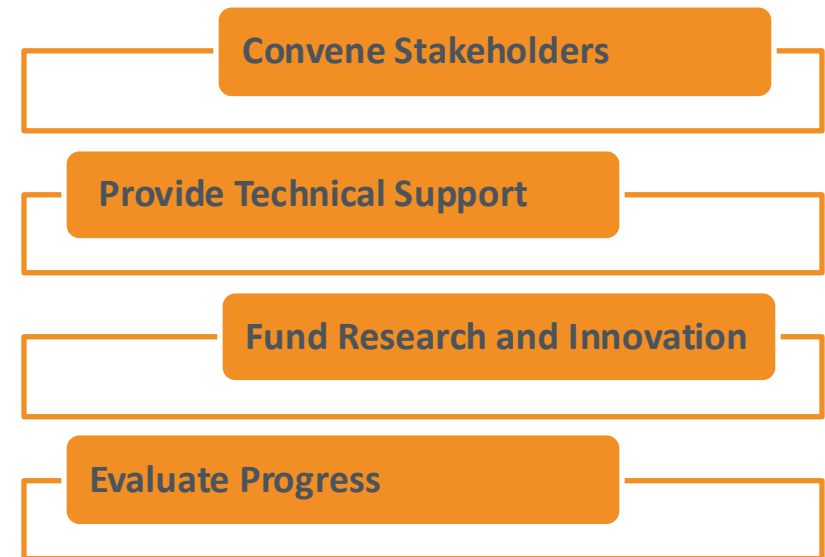 Convene Stakeholders
Provide Technical Support
Fund Research and Innovation
Evaluate Progress